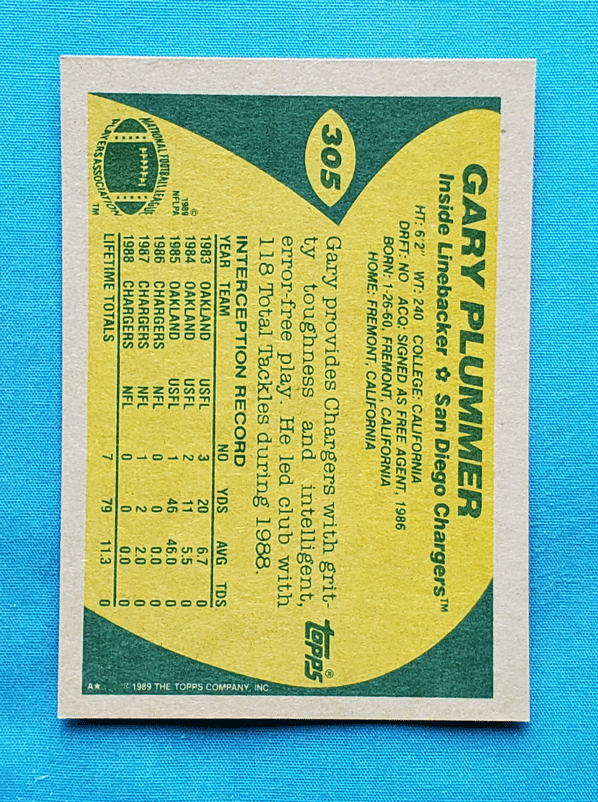 305
GARY PLUMMER
Inside Linebacker ✩ San Diego Chargers™
HT: 6'2" WT: 240 COLLEGE: CALIFORNIA
DRFT: NO ACQ: SIGNED AS FREE AGENT, 1986
BORN: 1-26-60, FREMONT, CALIFORNIA
HOME: FREMONT, CALIFORNIA
Gary provides Chargers with grit-
ty toughness and intelligent,
error-free play. He led club with
118 Total Tackles during 1988.
topps®
INTERCEPTION RECORD
YEAR TEAM NO YDS AVG TDS
1983 OAKLAND USFL 3 20 6.7 0
1984 OAKLAND USFL 2 11 5.5 0
1985 OAKLAND USFL 1 46 46.0 0
1986 CHARGERS NFL 0 0 0.0 0
1987 CHARGERS NFL 1 2 2.0 0
1988 CHARGERS NFL 0 0 0.0 0
LIFETIME TOTALS 7 79 11.3 0
NATIONAL FOOTBALL LEAGUE
PLAYERS ASSOCIATION
™
©
1989
NFLPA
A✶ ©1989 THE TOPPS COMPANY, INC.